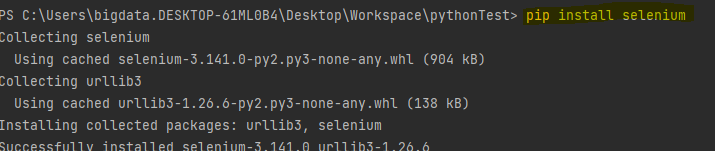 PS C:\Users\bigdata.DESKTOP-61ML0B4\Desktop\Workspace\pythonTest> pip install selenium
Collecting selenium
  Using cached selenium-3.141.0-py2.py3-none-any.whl (904 kB)
Collecting urllib3
  Using cached urllib3-1.26.6-py2.py3-none-any.whl (138 kB)
Installing collected packages: urllib3, selenium
Successfully installed selenium-3.141.0 urllib3-1.26.6